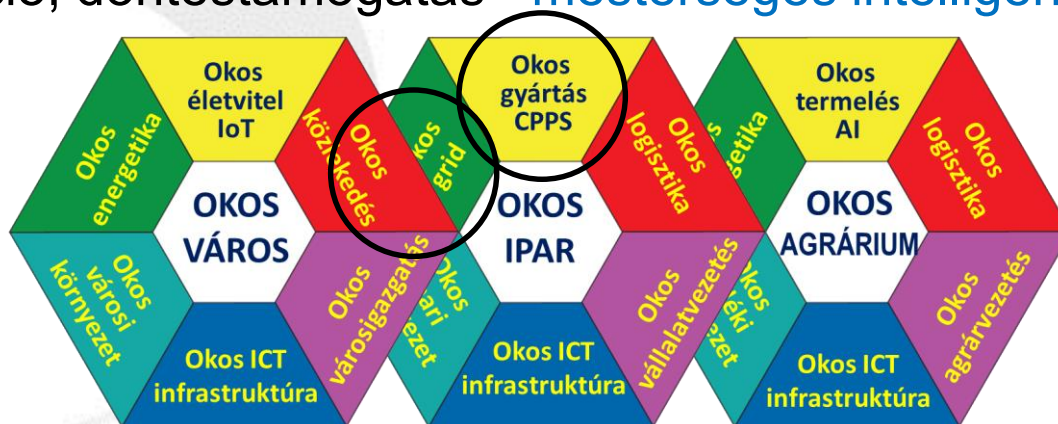 döntéstámogatás
Okos
életvitel
IoT
Okos
energetika
Okos
közlekedés
OKOS
VÁROS
Okos
városi
környezet
Okos
városigazgatás
Okos ICT
infrastruktúra
Okos
gyártás
CPPS
grid
Okos
logisztika
OKOS
IPAR
Okos
vállalatvezetés
Okos ICT
infrastruktúra
Okos
termelés
AI
Okos
logisztika
OKOS
AGRÁRIUM
Okos
agrárvezetés
Okos ICT
infrastruktúra